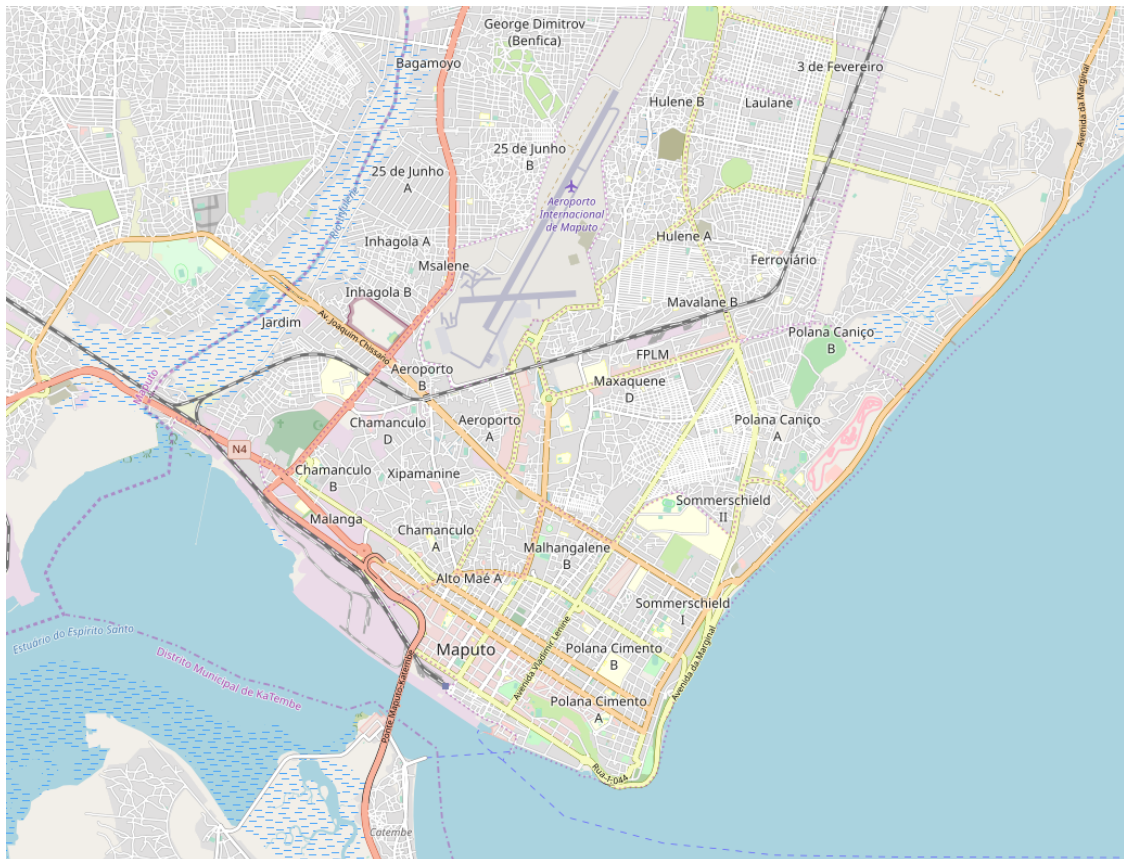 George Dimitrov
(Benfica)
Bagamoyo
3 de Fevereiro
Hulene B
Laulane
Avenida da Marginal
25 de Junho
B
25 de Junho
A
Aeroporto
Internacional
de Maputo
Inhagola A
Hulene A
Msalene
Ferroviário
Inhagola B
Mavalane B
Jardim
Av. Joaquim Chissano
Polana Caniço
B
FPLM
Aeroporto
B
Maxaquene
D
Maputo
Chamanculo
D
Aeroporto
A
Polana Caniço
A
N4
Chamanculo
B
Xipamanine
Sommerschield
II
Malanga
Chamanculo
A
Malhangalene
B
Alto Maé A
Sommerschield
I
Estuário do Espírito Santo
Maputo
Avenida Vladimir Lenine
Polana Cimento
B
Avenida da Marginal
Distrito Municipal de KaTembe
Ponte Maputo-Katembe
Polana Cimento
A
Rua-1-044
Catembe